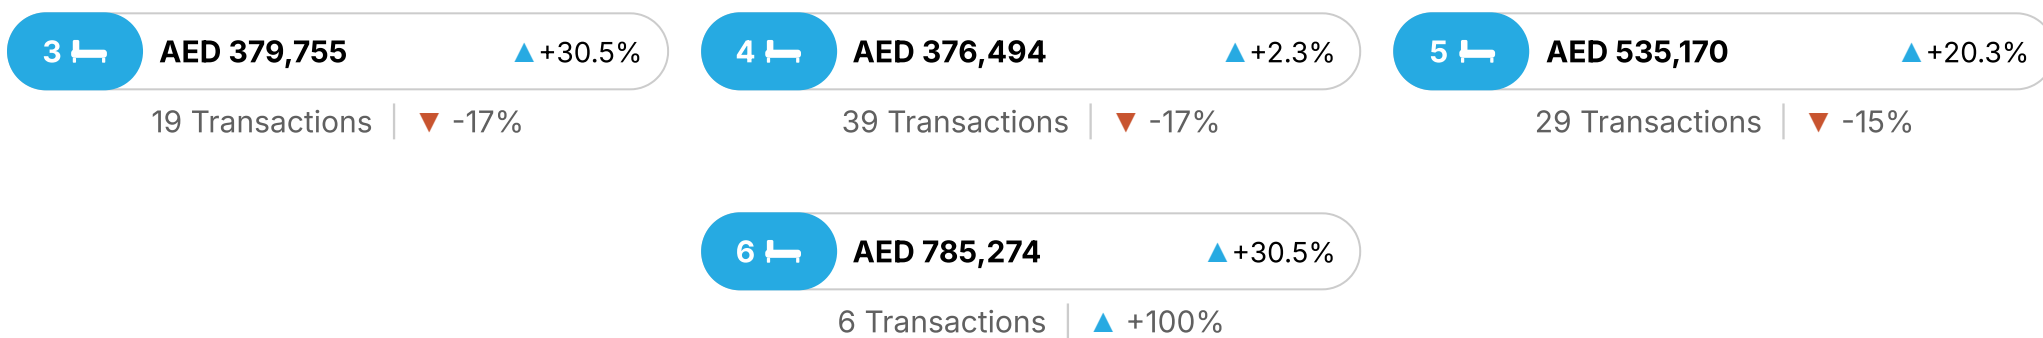 3 AED 379,755 ▲+30.5%
19 Transactions | ▼ -17%
4 AED 376,494 ▲+2.3%
39 Transactions | ▼ -17%
5 AED 535,170 ▲+20.3%
29 Transactions | ▼ -15%
6 AED 785,274 ▲+30.5%
6 Transactions | ▲ +100%